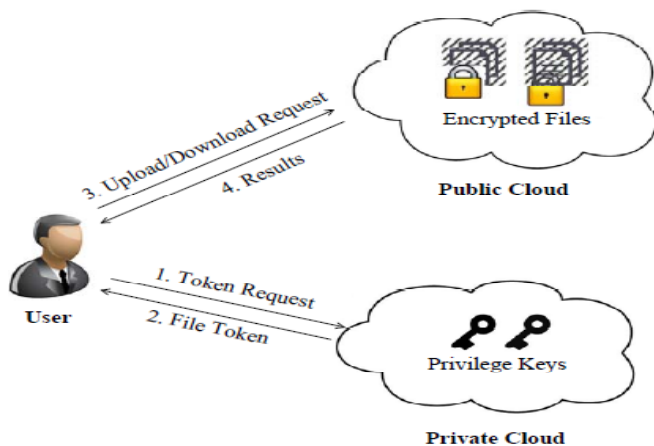 Encrypted Files
Public Cloud
3. Upload/Download Request
4. Results
User
1. Token Request
2. File Token
Privilege Keys
Private Cloud